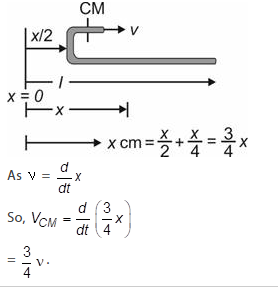 CM
v
x/2
l
x = 0
x
x cm = x/2 + x/4 = 3/4 x
As v = d/dt x
So, V_CM = d/dt (3/4 x)
= 3/4 v.